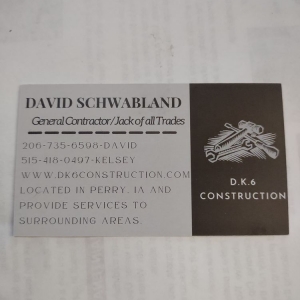 DAVID SCHWABLAND
General Contractor/Jack of all Trades
206-735-6598-DAVID
515-418-0497-KELSEY
WWW.DK6CONSTRUCTION.COM
LOCATED IN PERRY, IA AND
PROVIDE SERVICES TO
SURROUNDING AREAS.
D.K.6
CONSTRUCTION